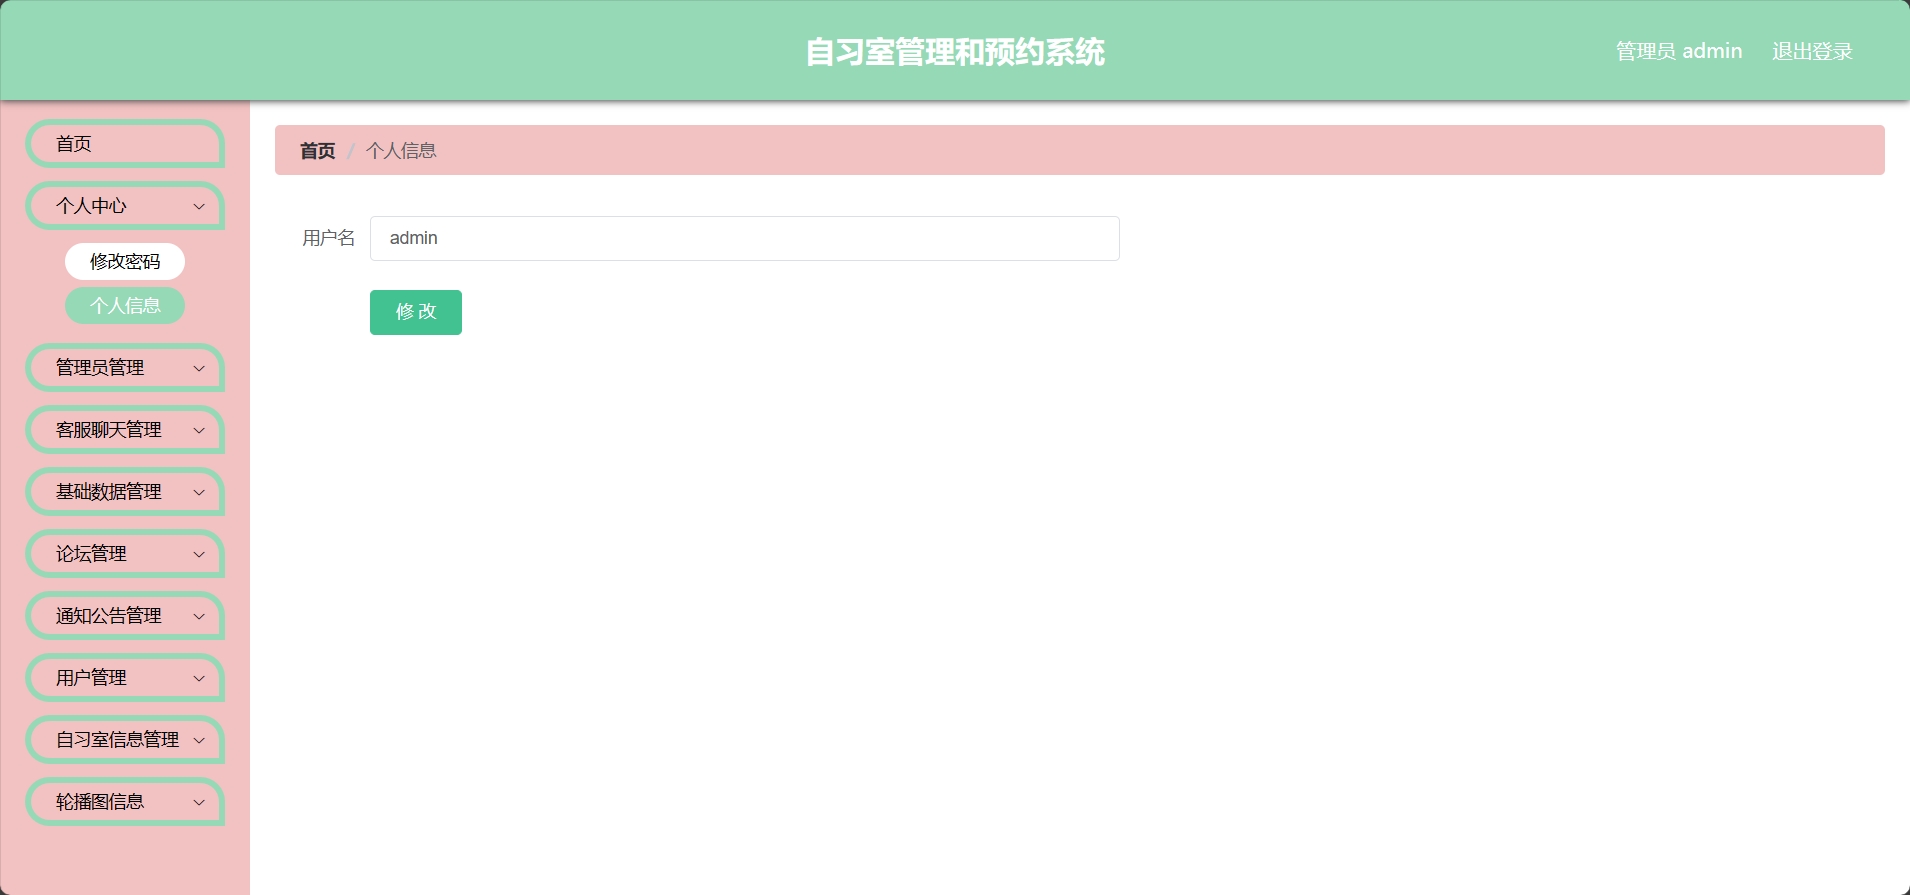 自习室管理和预约系统
管理员 admin
退出登录
首页
个人中心
修改密码
个人信息
管理员管理
客服聊天管理
基础数据管理
论坛管理
通知公告管理
用户管理
自习室信息管理
轮播图信息
首页 / 个人信息
用户名 admin
修 改